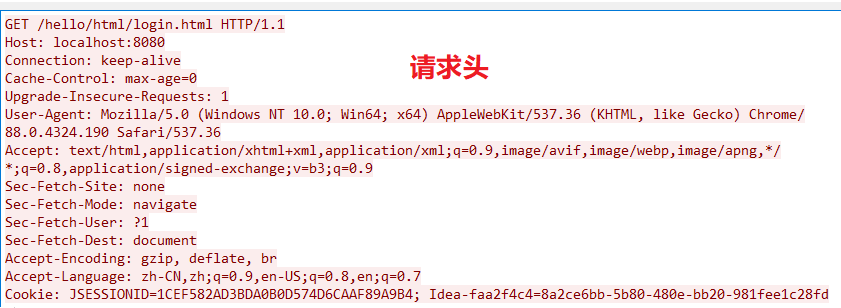 GET /hello/html/login.html HTTP/1.1
Host: localhost:8080
Connection: keep-alive
请求头
Cache-Control: max-age=0
Upgrade-Insecure-Requests: 1
User-Agent: Mozilla/5.0 (Windows NT 10.0; Win64; x64) AppleWebKit/537.36 (KHTML, like Gecko) Chrome/
88.0.4324.190 Safari/537.36
Accept: text/html,application/xhtml+xml,application/xml;q=0.9,image/avif,image/webp,image/apng,*/
*;q=0.8,application/signed-exchange;v=b3;q=0.9
Sec-Fetch-Site: none
Sec-Fetch-Mode: navigate
Sec-Fetch-User: ?1
Sec-Fetch-Dest: document
Accept-Encoding: gzip, deflate, br
Accept-Language: zh-CN,zh;q=0.9,en-US;q=0.8,en;q=0.7
Cookie: JSESSIONID=1CEF582AD3BDA0B0D574D6CAAF89A9B4; Idea-faa2f4c4=8a2ce6bb-5b80-480e-bb20-981fee1c28fd